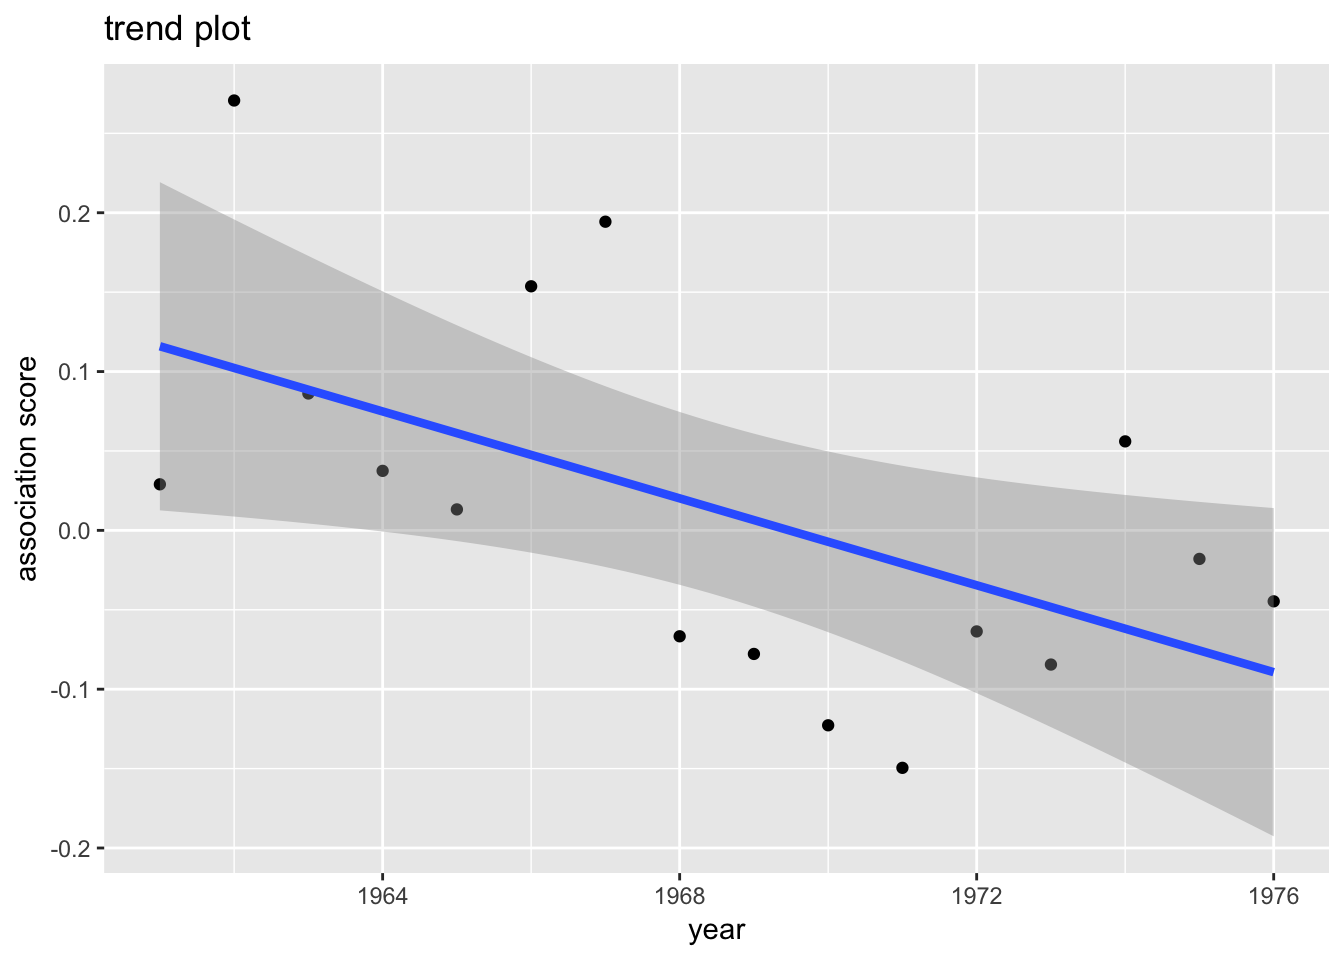 trend plot
association score
0.2
0.1
0.0
-0.1
-0.2
1964 1968 1972 1976
year